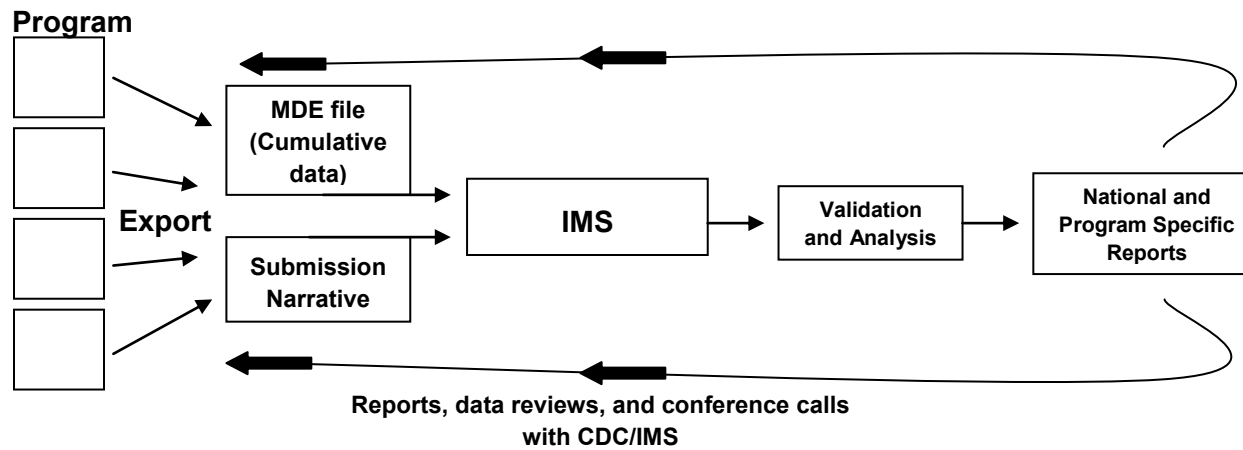 Program
MDE file
(Cumulative
data)
Export
Submission
Narrative
IMS
Validation
and Analysis
National and
Program Specific
Reports
Reports, data reviews, and conference calls
with CDC/IMS